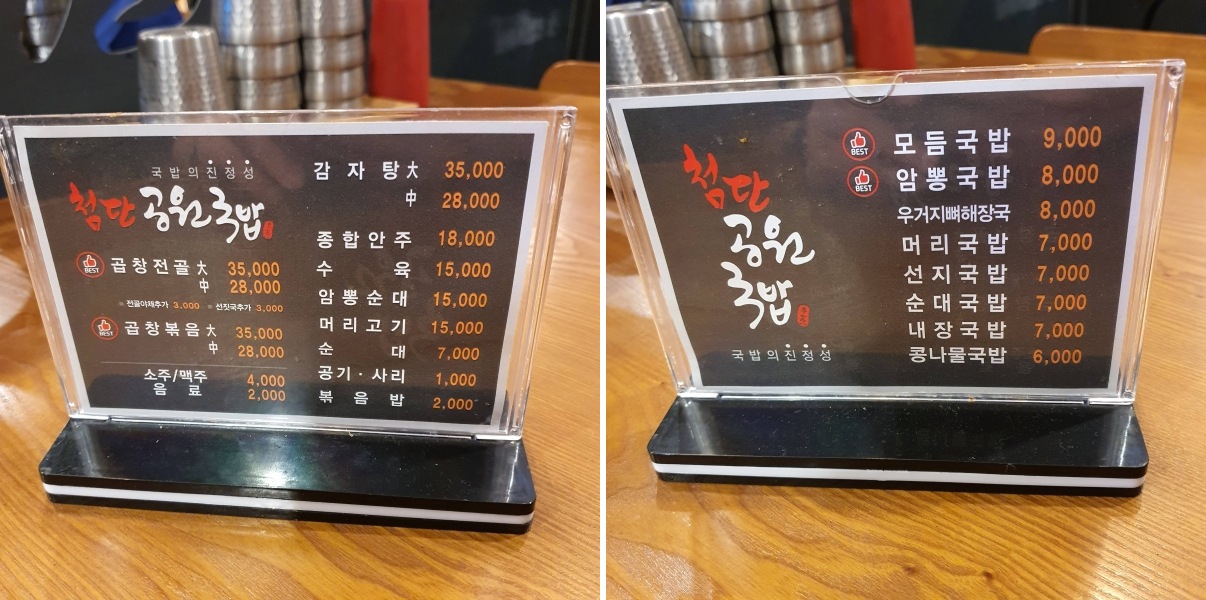 국밥의진정성
첨단 공원국밥
BEST 곱창전골 大 35,000
中 28,000
= 전골야채추가 3,000 = 선짓국추가 3,000
BEST 곱창볶음 大 35,000
中 28,000
소주/맥주 4,000
음 료 2,000
감 자 탕 大 35,000
中 28,000
종합안주 18,000
수 육 15,000
암뽕순대 15,000
머리고기 15,000
순 대 7,000
공기·사리 1,000
볶 음 밥 2,000
첨단
공원
국밥
국밥의진정성
BEST 모듬국밥 9,000
BEST 암뽕국밥 8,000
우거지뼈해장국 8,000
머리국밥 7,000
선지국밥 7,000
순대국밥 7,000
내장국밥 7,000
콩나물국밥 6,000